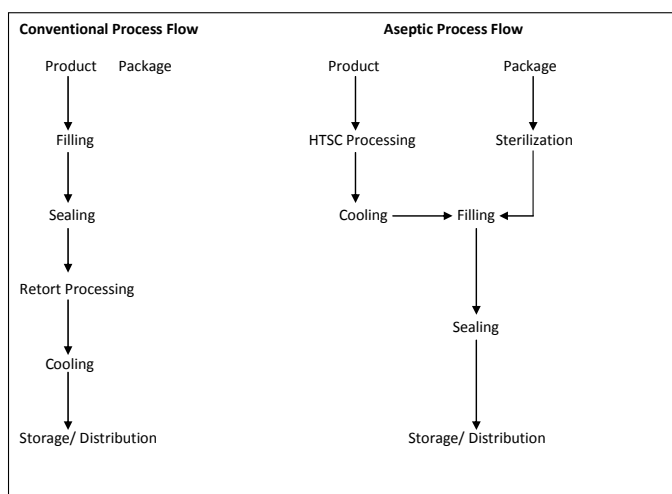 Conventional Process Flow
Product Package
Filling
Sealing
Retort Processing
Cooling
Storage/ Distribution
Aseptic Process Flow
Product Package
HTSC Processing Sterilization
Cooling Filling
Sealing
Storage/ Distribution